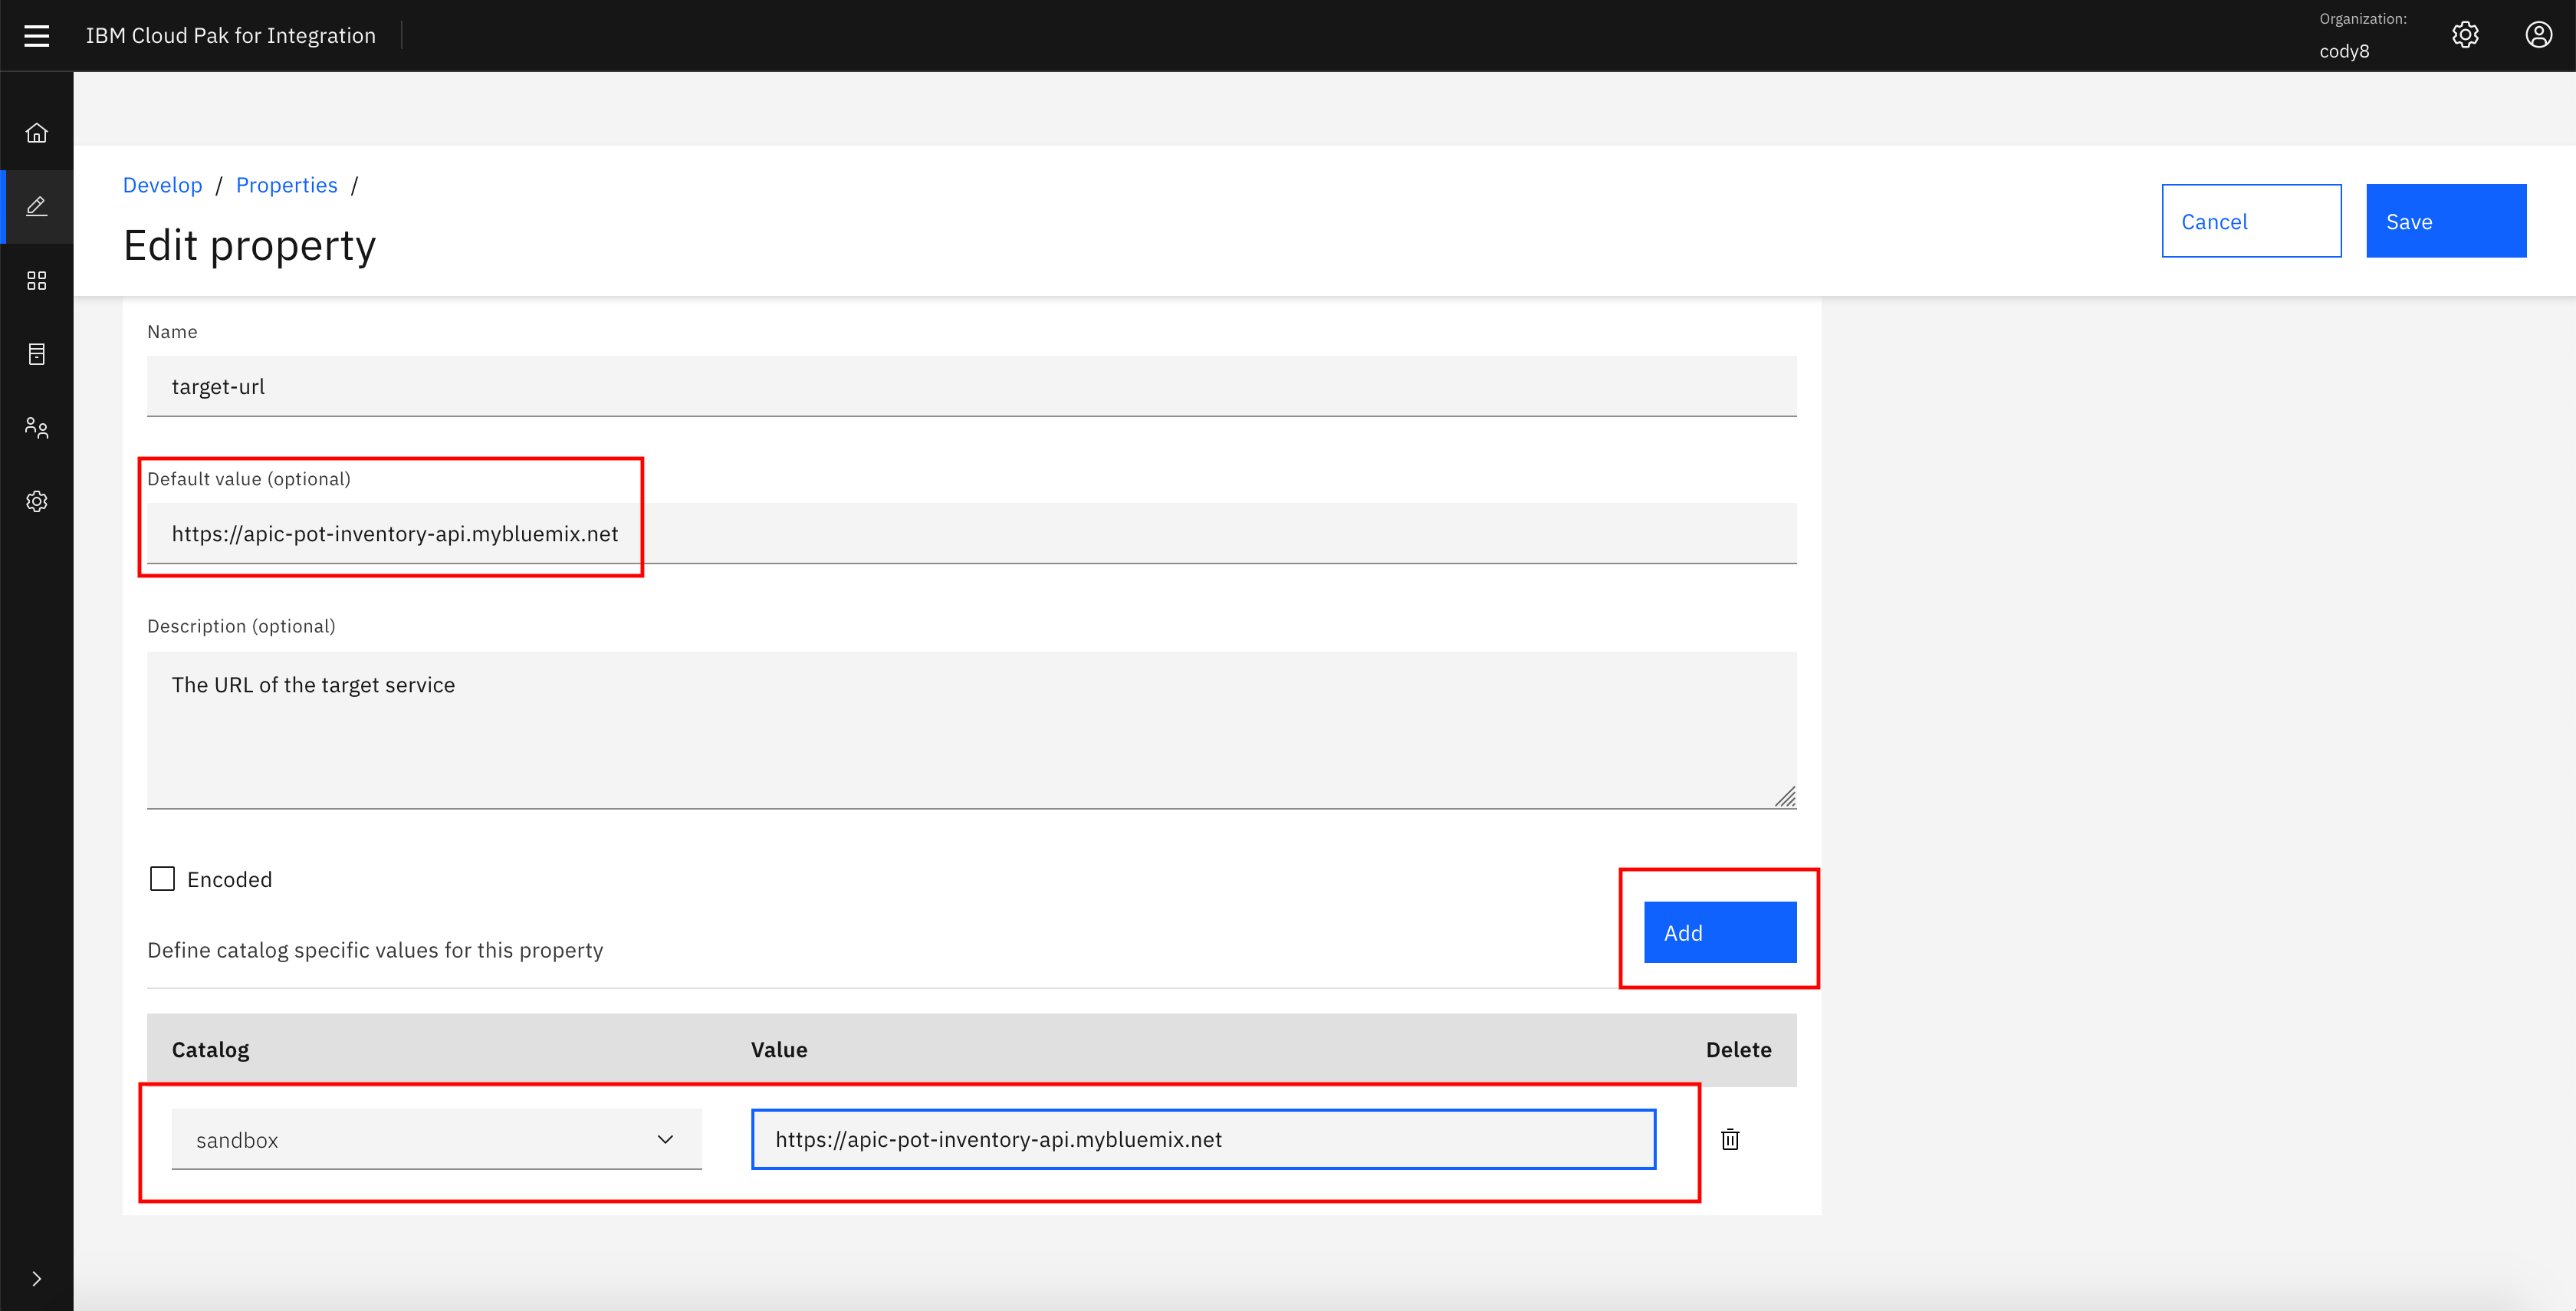 IBM Cloud Pak for Integration
Organization:
cody8
Develop / Properties /
Edit property
Cancel
Save
Name
target-url
Default value (optional)
https://apic-pot-inventory-api.mybluemix.net
Description (optional)
The URL of the target service
Encoded
Add
Define catalog specific values for this property
Catalog Value Delete
sandbox https://apic-pot-inventory-api.mybluemix.net